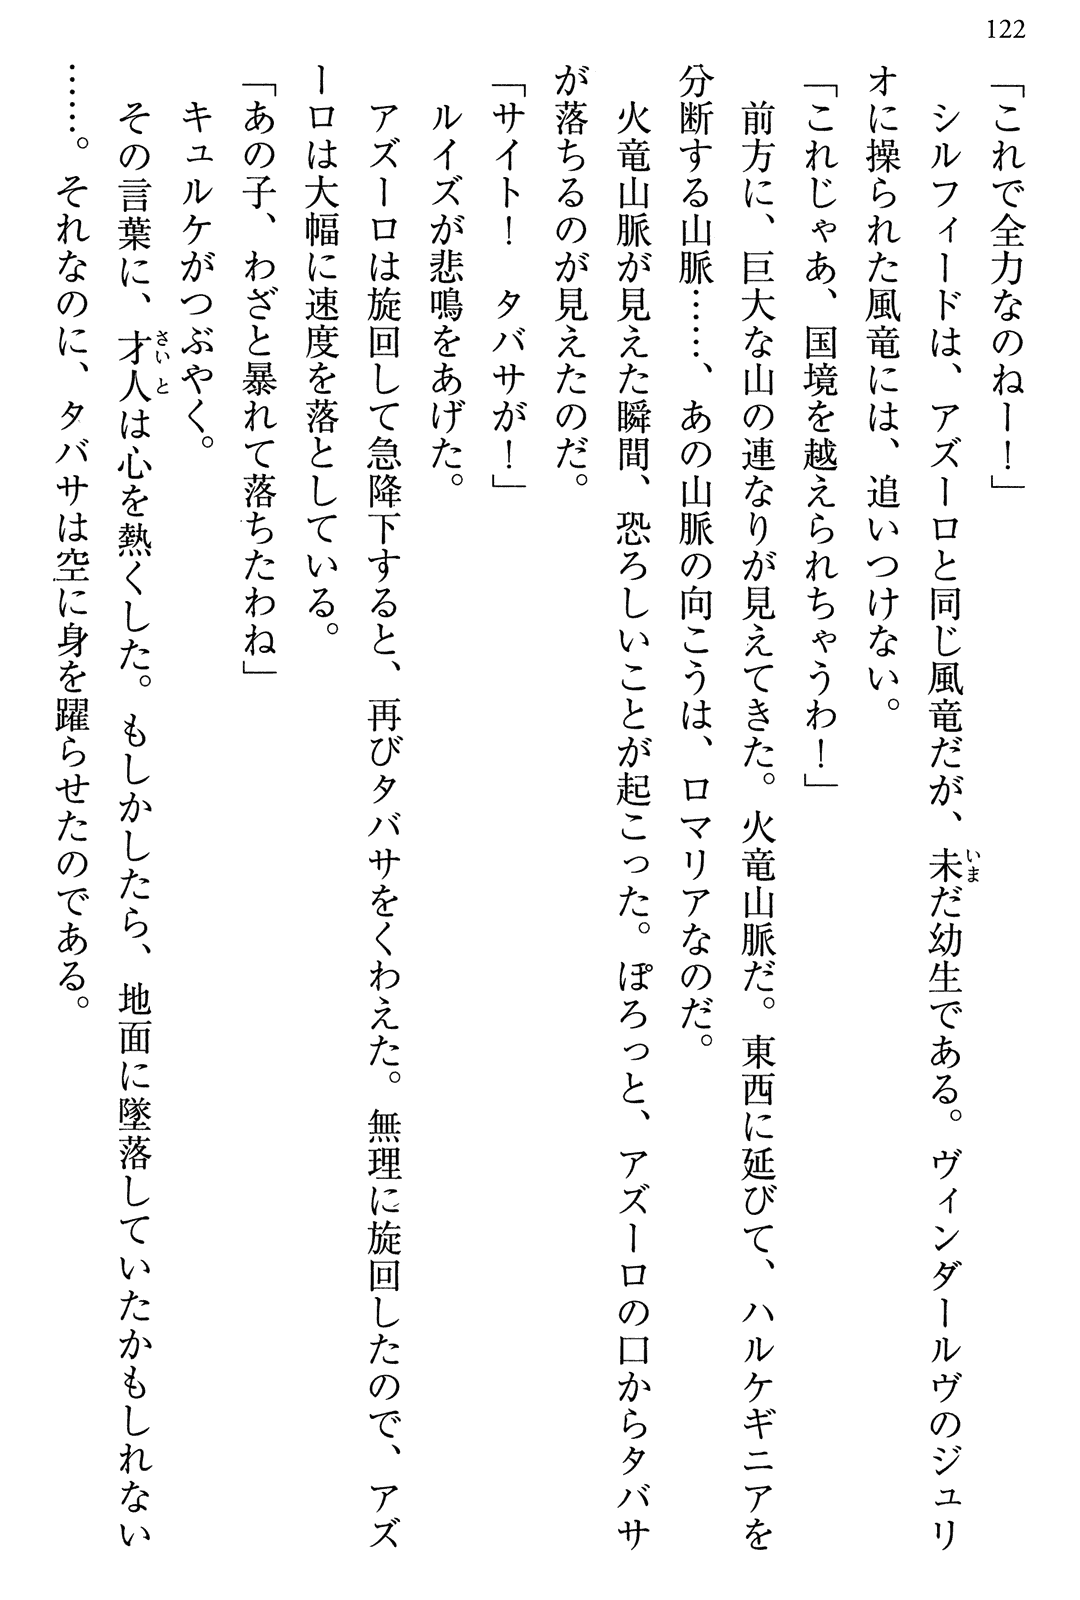 122
「これで全力なのねー！」
シルフィードは、アズーロと同じ風竜だが、未だ幼生である。ヴィンダールヴのジュリ
オに操られた風竜には、追いつけない。
「これじゃあ、国境を越えられちゃうわ！」
前方に、巨大な山の連なりが見えてきた。火竜山脈だ。東西に延びて、ハルケギニアを
分断する山脈……、あの山脈の向こうは、ロマリアなのだ。
火竜山脈が見えた瞬間、恐ろしいことが起こった。ぽろっと、アズーロの口からタバサ
が落ちるのが見えたのだ。
「サイト！　タバサが！」
ルイズが悲鳴をあげた。
アズーロは旋回して急降下すると、再びタバサをくわえた。無理に旋回したので、アズ
ーロは大幅に速度を落としている。
「あの子、わざと暴れて落ちたわね」
キュルケがつぶやく。
その言葉に、才人は心を熱くした。もしかしたら、地面に墜落していたかもしれない
……。それなのに、タバサは空に身を躍らせたのである。
いま
さいと